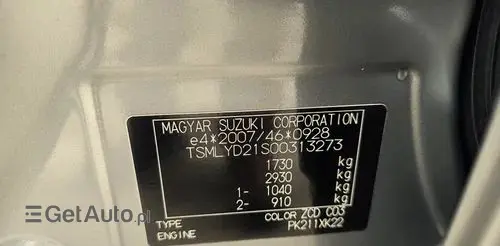 MAGYAR SUZUKI CORPORATION
e4*2007/46*0928
TSMLYD21S00313273
1730 kg
2930 kg
1- 1040 kg
2- 910 kg
COLOR ZCD C03
TYPE PK211XK22
ENGINE
GetAuto.pl